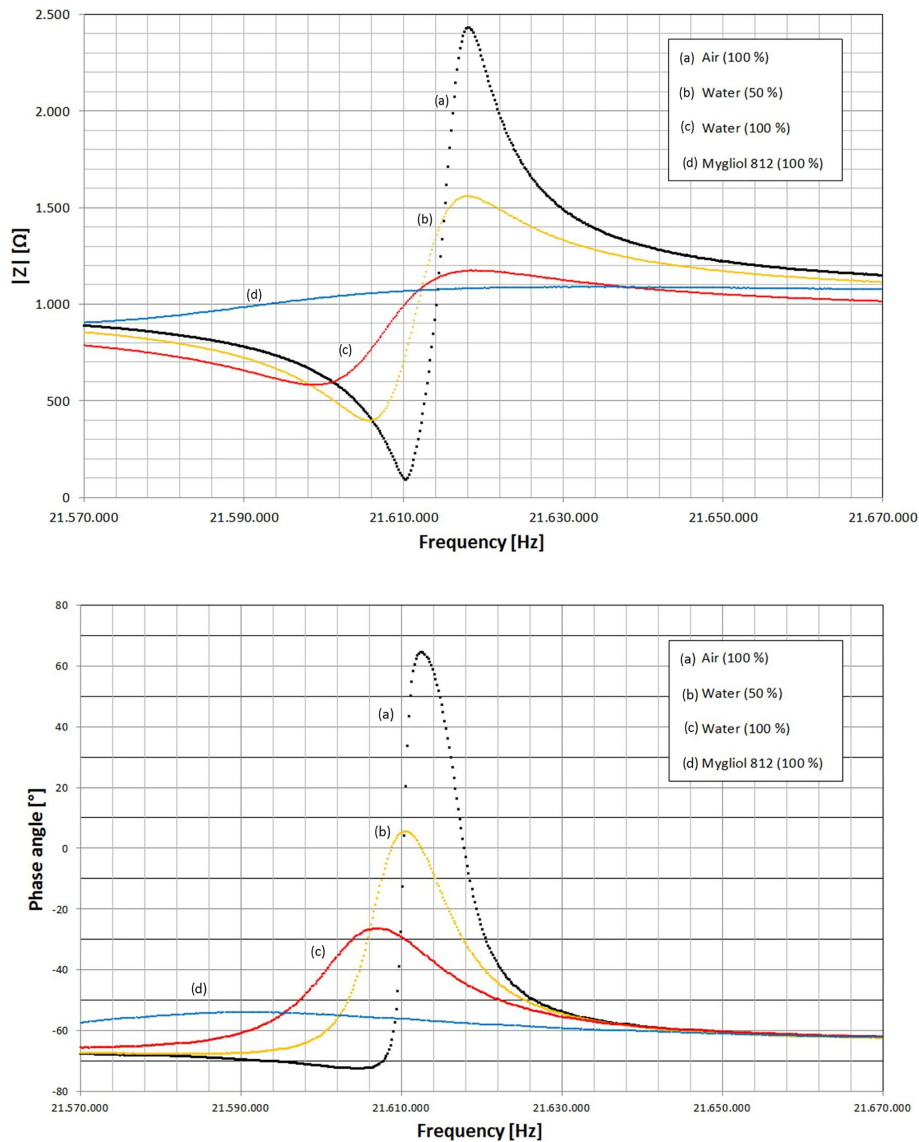 2.500
2.000
1.500
1.000
500
0
|Z| [Ω]
(a) Air (100 %)
(b) Water (50 %)
(c) Water (100 %)
(d) Mygliol 812 (100 %)
(a)
(b)
(c)
(d)
21.570.000 21.590.000 21.610.000 21.630.000 21.650.000 21.670.000
Frequency [Hz]
80
60
40
20
0
-20
-40
-60
-80
Phase angle [°]
(a) Air (100 %)
(b) Water (50 %)
(c) Water (100 %)
(d) Mygliol 812 (100 %)
(a)
(b)
(c)
(d)
21.570.000 21.590.000 21.610.000 21.630.000 21.650.000 21.670.000
Frequency [Hz]